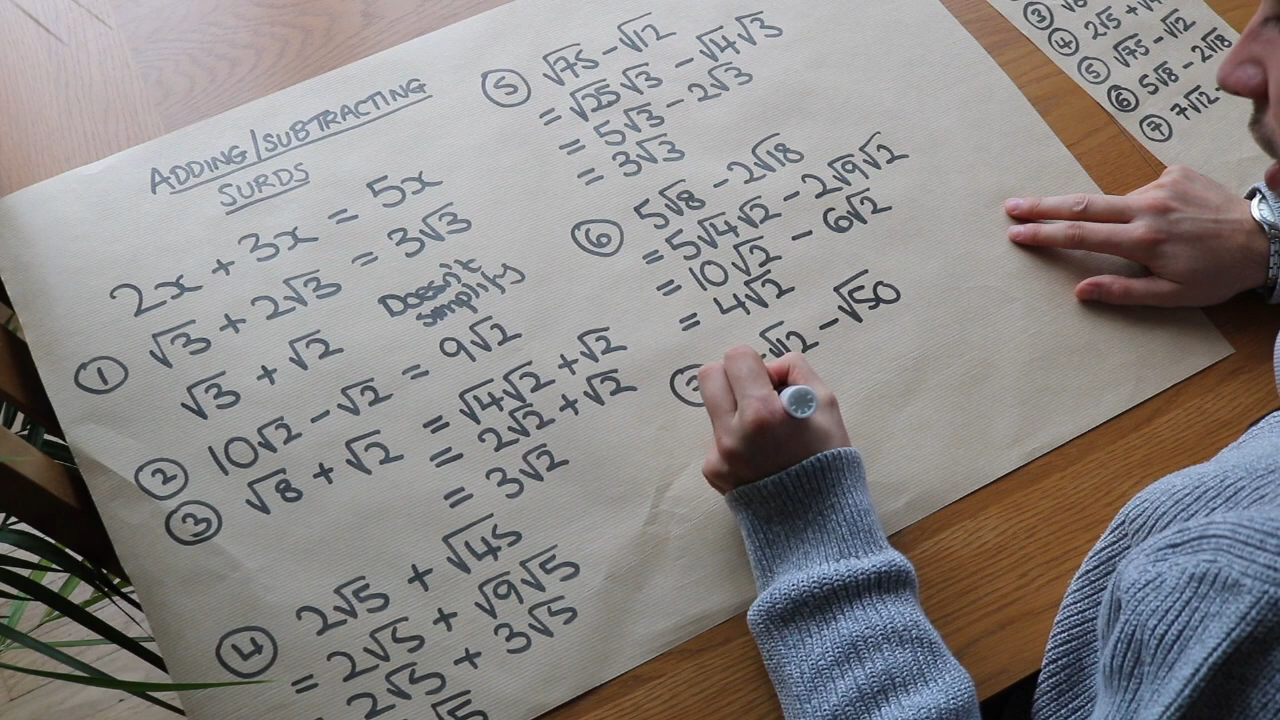 ADDING/SUBTRACTING
SURDS
2x + 3x = 5x
① √3 + 2√3 = 3√3
√3 + √2 Doesn't
simplify
② 10√2 - √2 = 9√2
③ √8 + √2 = √4√2 + √2
= 2√2 + √2
= 3√2
④ 2√5 + √45
= 2√5 + √9√5
2√5 + 3√5
√5
⑤ √75 - √12
= √25√3 - √4√3
= 5√3 - 2√3
= 3√3
⑥ 5√8 - 2√18
= 5√4√2 - 2√9√2
= 10√2 - 6√2
= 4√2
√2 - √50
③ √8
④ 2√5 +
⑤ √75 - √12
⑥ 5√8 - 2√18
⑦ 7√12 -